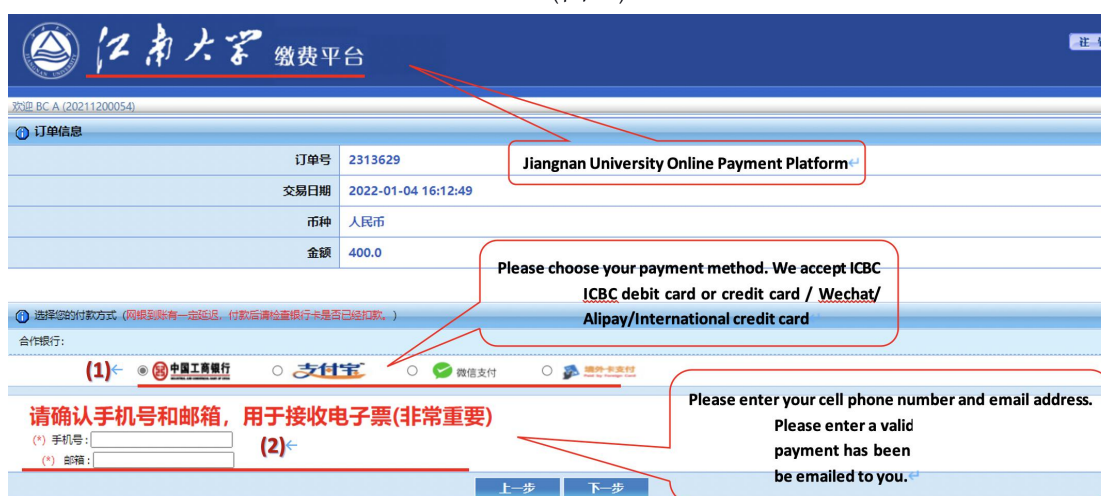 江南大学 缴费平台
注
欢迎 BC A (20211200054)
订单信息
订单号 2313629
Jiangnan University Online Payment Platform
交易日期 2022-01-04 16:12:49
币种 人民币
金额 400.0
Please choose your payment method. We accept ICBC
ICBC debit card or credit card / Wechat/
Alipay/International credit card
选择您的付款方式（网银到账有一定延迟，付款后请检查银行卡是否已经扣款。）
合作银行：
(1) 中国工商银行 支付宝 微信支付 境外卡支付
Please enter your cell phone number and email address.
Please enter a valid
payment has been
be emailed to you.
请确认手机号和邮箱，用于接收电子票(非常重要)
(*) 手机号：
(2)
(*) 邮箱：
上一步 下一步